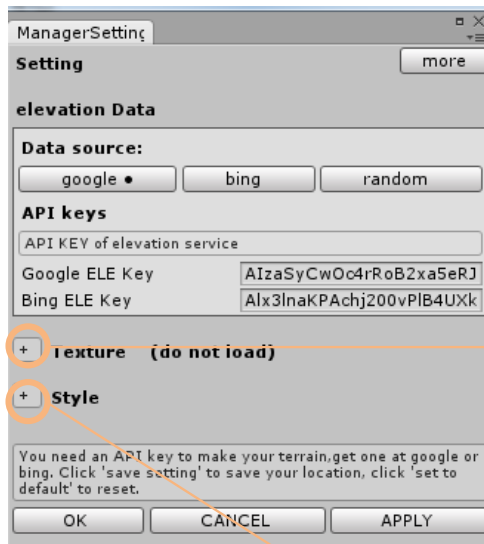 ManagerSetting
Setting
more
elevation Data
Data source:
google ●
bing
random
API keys
API KEY of elevation service
Google ELE Key
AIzaSyCwOc4rRoB2xa5eRJ
Bing ELE Key
Alx3lnaKPAchj200vPlB4UXk
+ Texture (do not load)
+ Style
You need an API key to make your terrain,get one at google or
bing. Click 'save setting' to save your location, click 'set to
default' to reset.
OK
CANCEL
APPLY